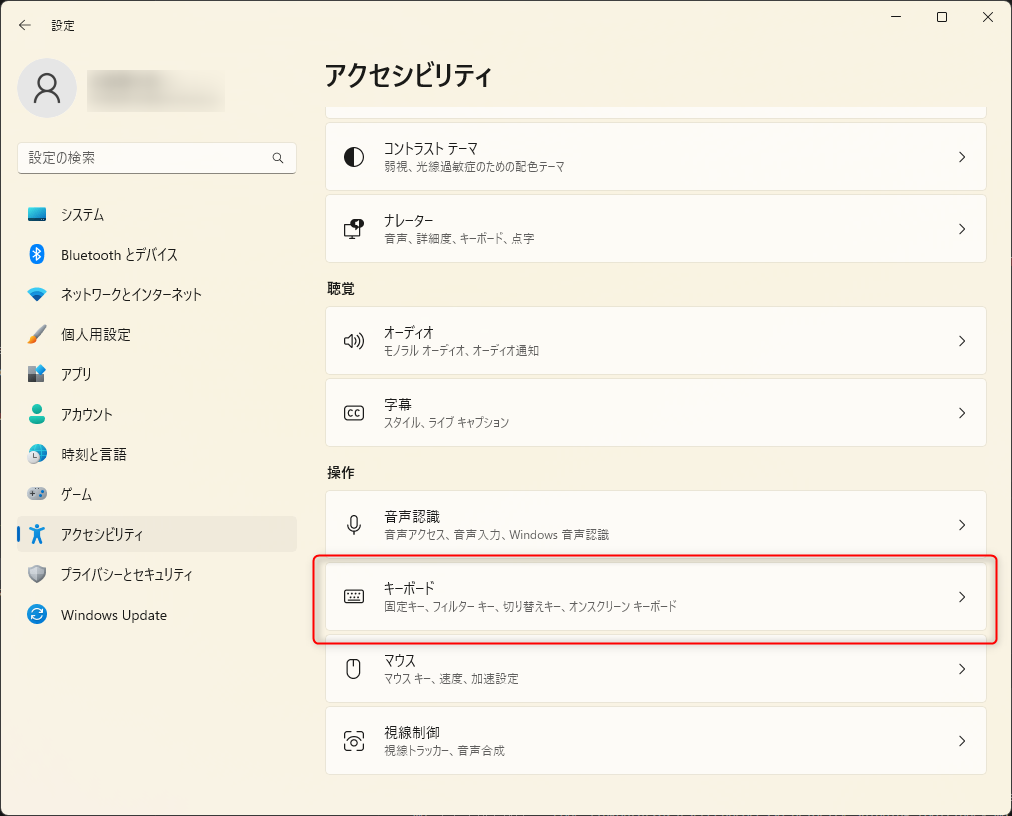 設定
アクセシビリティ
設定の検索
システム
Bluetooth とデバイス
ネットワークとインターネット
個人用設定
アプリ
アカウント
時刻と言語
ゲーム
アクセシビリティ
プライバシーとセキュリティ
Windows Update
コントラスト テーマ
弱視、光線過敏症のための配色テーマ
ナレーター
音声、詳細度、キーボード、点字
聴覚
オーディオ
モノラル オーディオ、オーディオ通知
字幕
スタイル、ライブ キャプション
操作
音声認識
音声アクセス、音声入力、Windows 音声認識
キーボード
固定キー、フィルター キー、切り替えキー、オンスクリーン キーボード
マウス
マウス キー、速度、加速設定
視線制御
視線トラッカー、音声合成